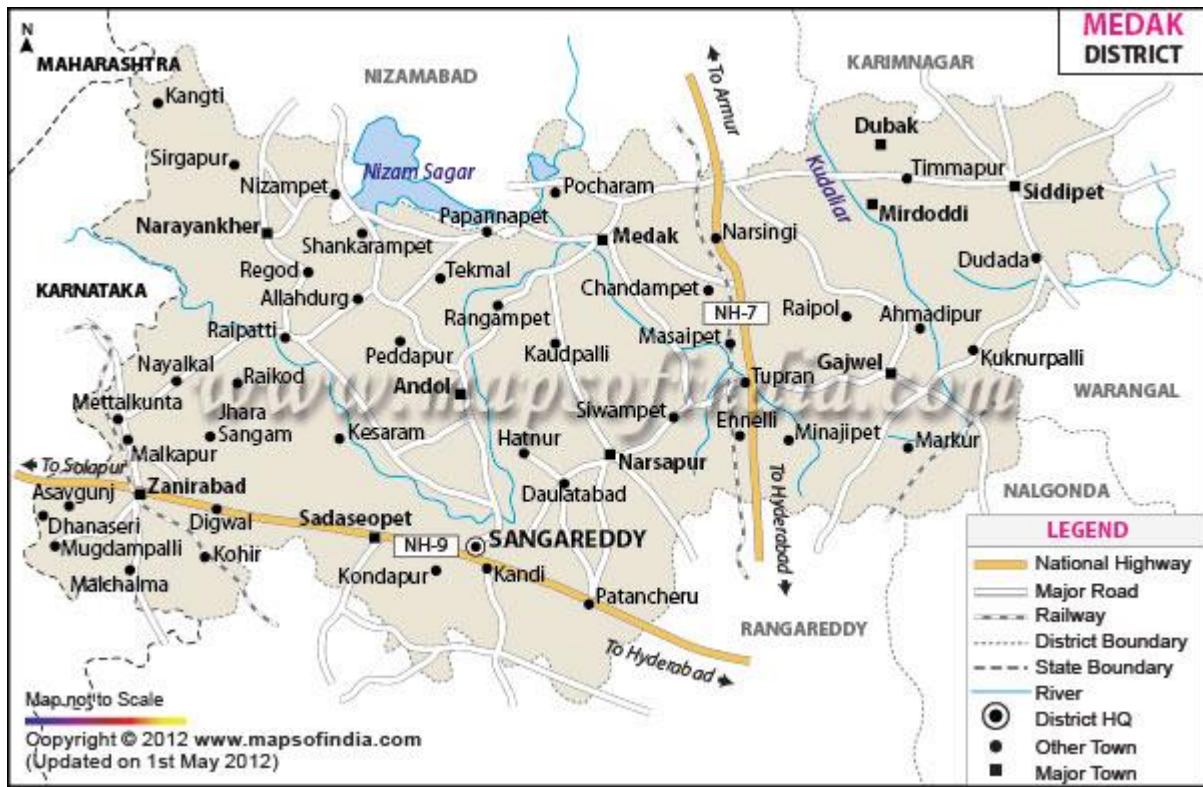 MEDAK
DISTRICT
N
MAHARASHTRA
NIZAMABAD
KARIMNAGAR
To Armur
Kangti
Dubak
Sirgapur
Nizam Sagar
Kudaliar
Timmapur
Nizampet
Pocharam
Siddipet
Mirdoddi
Papannapet
Narayankher
Shankarampet
Medak
Narsingi
Dudada
Regod
Tekmal
KARNATAKA
Chandampet
Allahdurg
NH-7
Raipol
Ahmadipur
Rangampet
Raipatti
Masaipet
Peddapur
Kaudpalli
Kuknurpalli
Nayalkal
Gajwel
Raikod
Andol
Tupran
WARANGAL
www.mapsofindia.com
Mettalkunta
Jhara
Sangam
Siwampet
Ennelli
Kesaram
Hatnur
Minajipet
Markur
Malkapur
Narsapur
To Solapur
Zanirabad
To Hyderabad
Asavgunj
Daulatabad
NALGONDA
Digwal
Sadaseopet
Dhanaseri
SANGAREDDY
NH-9
Mugdampalli
Kohir
Kondapur
Kandi
Malchalma
Patancheru
RANGAREDDY
To Hyderabad
LEGEND
National Highway
Major Road
Railway
District Boundary
State Boundary
River
District HQ
Other Town
Major Town
Map not to Scale
Copyright © 2012 www.mapsofindia.com
(Updated on 1st May 2012)